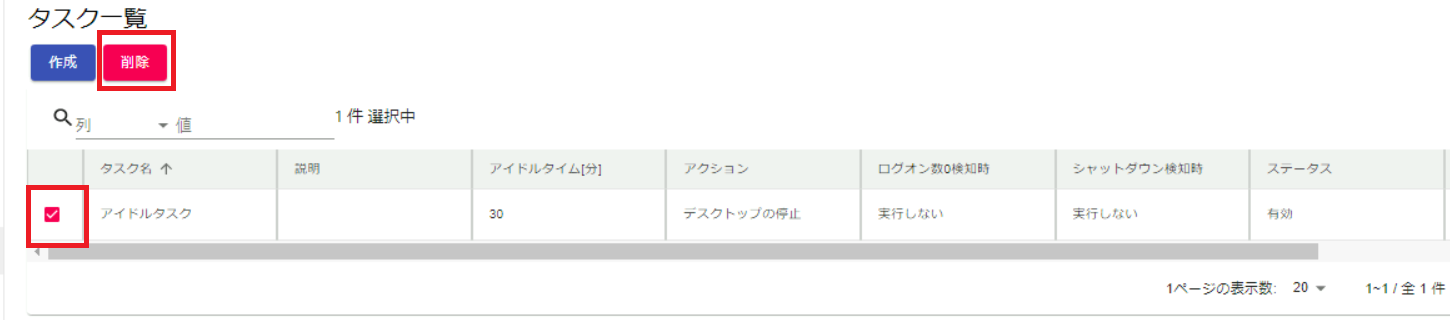 タスク一覧
作成 削除
列 値 1 件 選択中
タスク名 説明 アイドルタイム[分] アクション ログオン数0検知時 シャットダウン検知時 ステータス
アイドルタスク 30 デスクトップの停止 実行しない 実行しない 有効
1ページの表示数: 20 1~1 / 全 1 件